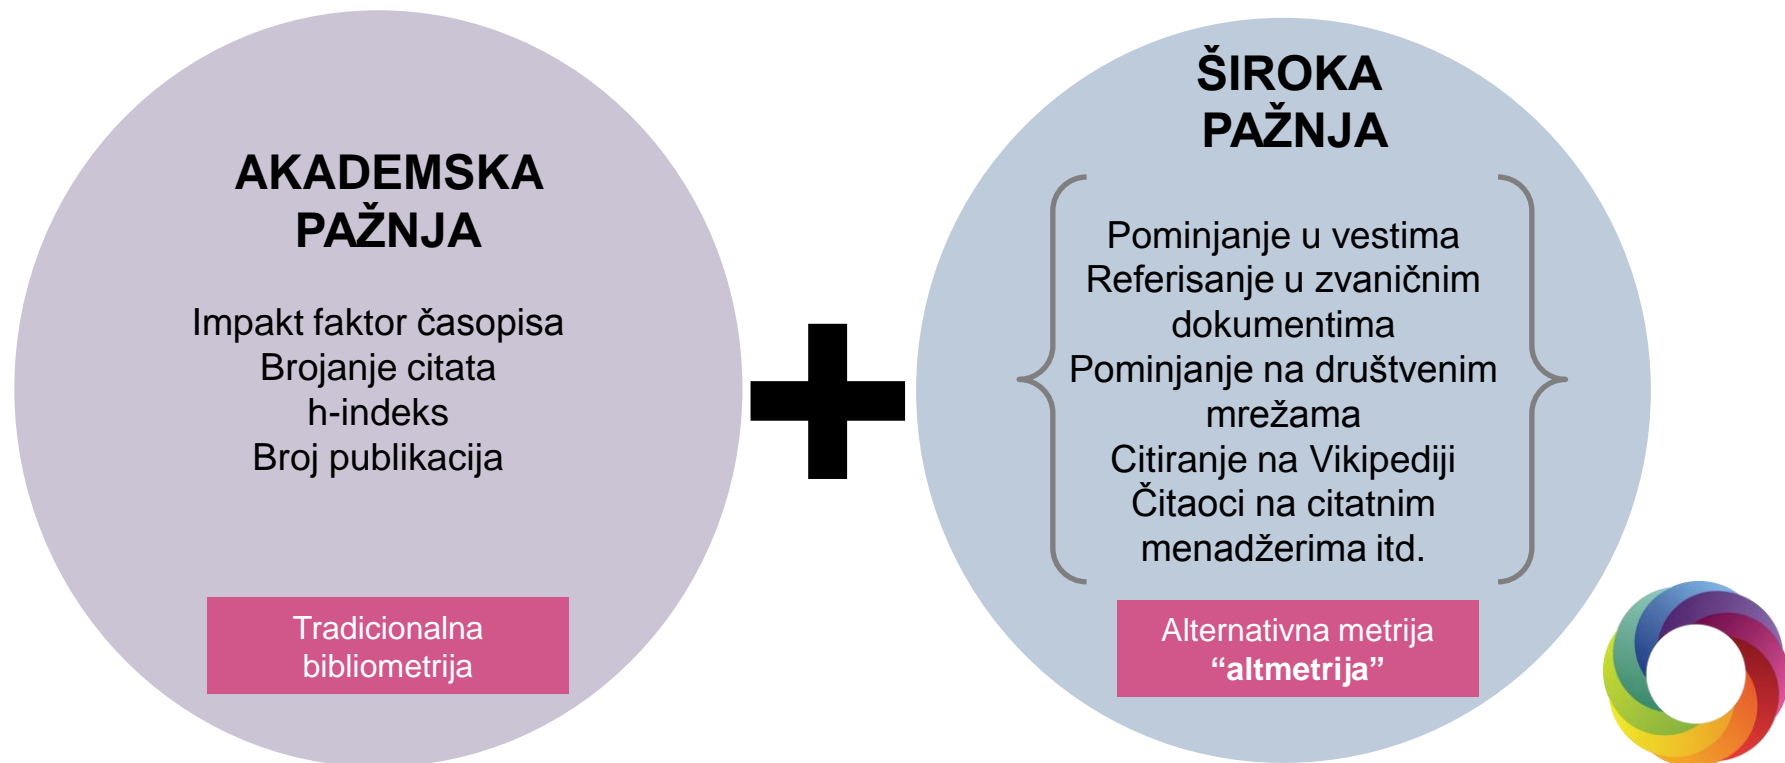 AKADEMSKA
PAŽNJA
Impakt faktor časopisa
Brojanje citata
h-indeks
Broj publikacija
Tradicionalna
bibliometrija
ŠIROKA
PAŽNJA
Pominjanje u vestima
Referisanje u zvaničnim
dokumentima
Pominjanje na društvenim
mrežama
Citiranje na Vikipediji
Čitaoci na citatnim
menadžerima itd.
Alternativna metrija
“altmetrija”